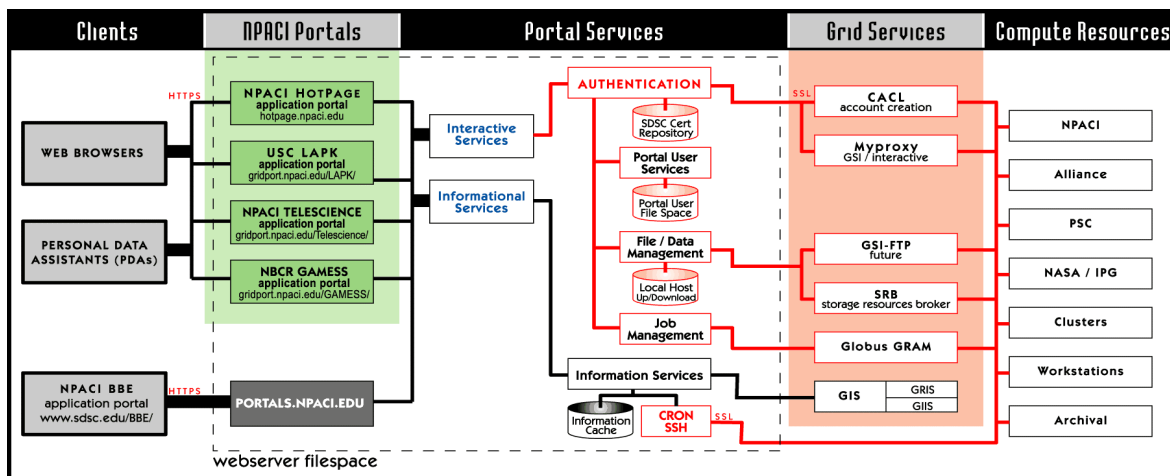 Clients
NPACI Portals
Portal Services
Grid Services
Compute Resources
WEB BROWSERS
PERSONAL DATA
ASSISTANTS (PDAs)
NPACI BBE
application portal
www.sdsc.edu/BBE/
HTTPS
HTTPS
NPACI HOTPAGE
application portal
hotpage.npaci.edu
USC LAPK
application portal
gridport.npaci.edu/LAPK/
NPACI TELESCIENCE
application portal
gridport.npaci.edu/Telescience/
NBCR GAMESS
application portal
gridport.npaci.edu/GAMESS/
PORTALS.NPACI.EDU
webserver filespace
Interactive
Services
Informational
Services
AUTHENTICATION
SDSC Cert
Repository
Portal User
Services
Portal User
File Space
File / Data
Management
Local Host
Up/Download
Job
Management
Information Services
Information
Cache
CRON
SSH
SSL
SSL
CACL
account creation
Myproxy
GSI / interactive
GSI-FTP
future
SRB
storage resources broker
Globus GRAM
GIS
GRIS
GIIS
NPACI
Alliance
PSC
NASA / IPG
Clusters
Workstations
Archival